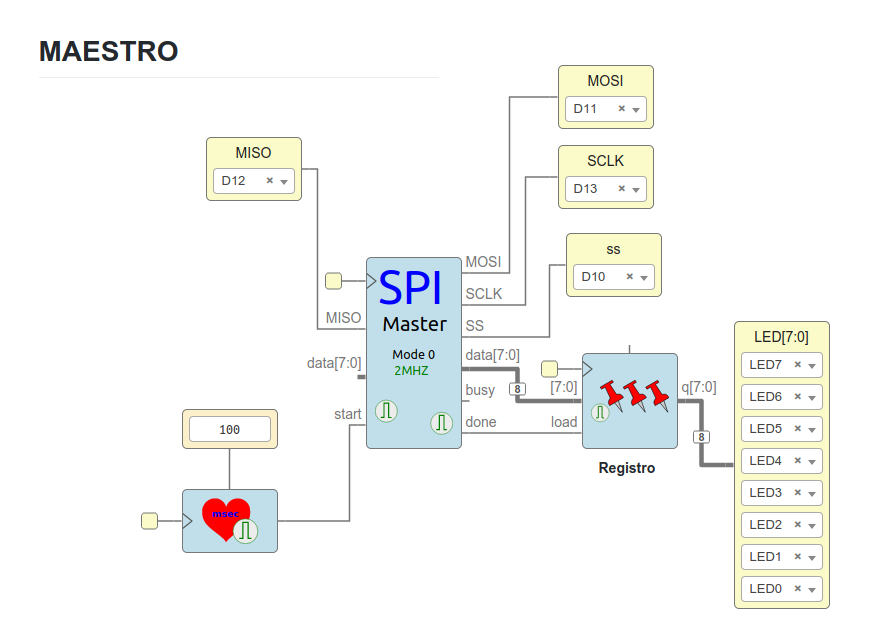 MAESTRO
MOSI
D11 ×
MISO
D12 ×
SCLK
D13 ×
ss
D10 ×
SPI
Master
Mode 0
2MHZ
MISO
data[7:0]
start
MOSI
SCLK
SS
data[7:0]
busy
done
8
[7:0]
load
q[7:0]
8
Registro
100
msec
LED[7:0]
LED7 ×
LED6 ×
LED5 ×
LED4 ×
LED3 ×
LED2 ×
LED1 ×
LED0 ×